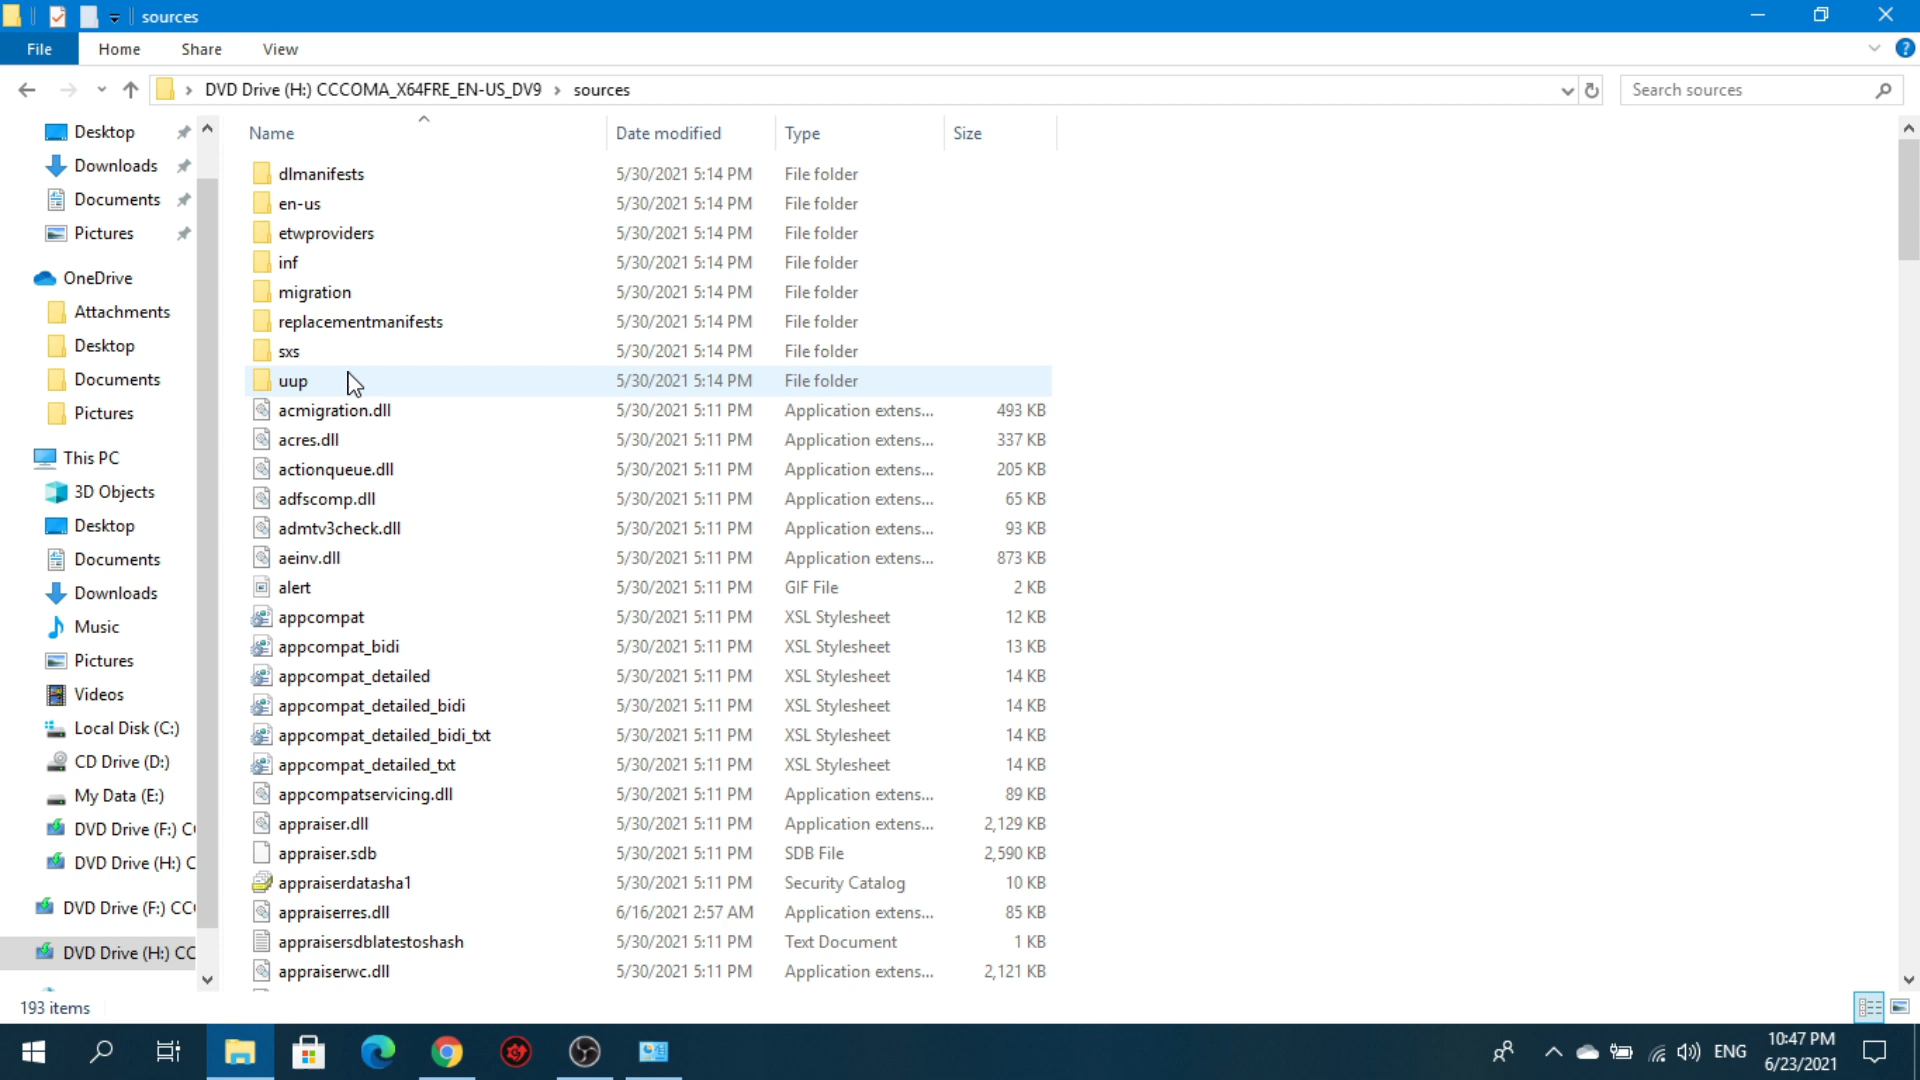 sources
File Home Share View
DVD Drive (H:) CCCOMA_X64FRE_EN-US_DV9 > sources
Search sources
Desktop
Downloads
Documents
Pictures
OneDrive
Attachments
Desktop
Documents
Pictures
This PC
3D Objects
Desktop
Documents
Downloads
Music
Pictures
Videos
Local Disk (C:)
CD Drive (D:)
My Data (E:)
DVD Drive (F:) C
DVD Drive (H:) C
DVD Drive (F:) CC
DVD Drive (H:) CC
Name Date modified Type Size
dlmanifests 5/30/2021 5:14 PM File folder
en-us 5/30/2021 5:14 PM File folder
etwproviders 5/30/2021 5:14 PM File folder
inf 5/30/2021 5:14 PM File folder
migration 5/30/2021 5:14 PM File folder
replacementmanifests 5/30/2021 5:14 PM File folder
sxs 5/30/2021 5:14 PM File folder
uup 5/30/2021 5:14 PM File folder
acmigration.dll 5/30/2021 5:11 PM Application extens... 493 KB
acres.dll 5/30/2021 5:11 PM Application extens... 337 KB
actionqueue.dll 5/30/2021 5:11 PM Application extens... 205 KB
adfscomp.dll 5/30/2021 5:11 PM Application extens... 65 KB
admtv3check.dll 5/30/2021 5:11 PM Application extens... 93 KB
aeinv.dll 5/30/2021 5:11 PM Application extens... 873 KB
alert 5/30/2021 5:11 PM GIF File 2 KB
appcompat 5/30/2021 5:11 PM XSL Stylesheet 12 KB
appcompat_bidi 5/30/2021 5:11 PM XSL Stylesheet 13 KB
appcompat_detailed 5/30/2021 5:11 PM XSL Stylesheet 14 KB
appcompat_detailed_bidi 5/30/2021 5:11 PM XSL Stylesheet 14 KB
appcompat_detailed_bidi_txt 5/30/2021 5:11 PM XSL Stylesheet 14 KB
appcompat_detailed_txt 5/30/2021 5:11 PM XSL Stylesheet 14 KB
appcompatservicing.dll 5/30/2021 5:11 PM Application extens... 89 KB
appraiser.dll 5/30/2021 5:11 PM Application extens... 2,129 KB
appraiser.sdb 5/30/2021 5:11 PM SDB File 2,590 KB
appraiserdatasha1 5/30/2021 5:11 PM Security Catalog 10 KB
appraiserres.dll 6/16/2021 2:57 AM Application extens... 85 KB
appraisersdblatestoshash 5/30/2021 5:11 PM Text Document 1 KB
appraiserwc.dll 5/30/2021 5:11 PM Application extens... 2,121 KB
193 items
ENG
10:47 PM
6/23/2021